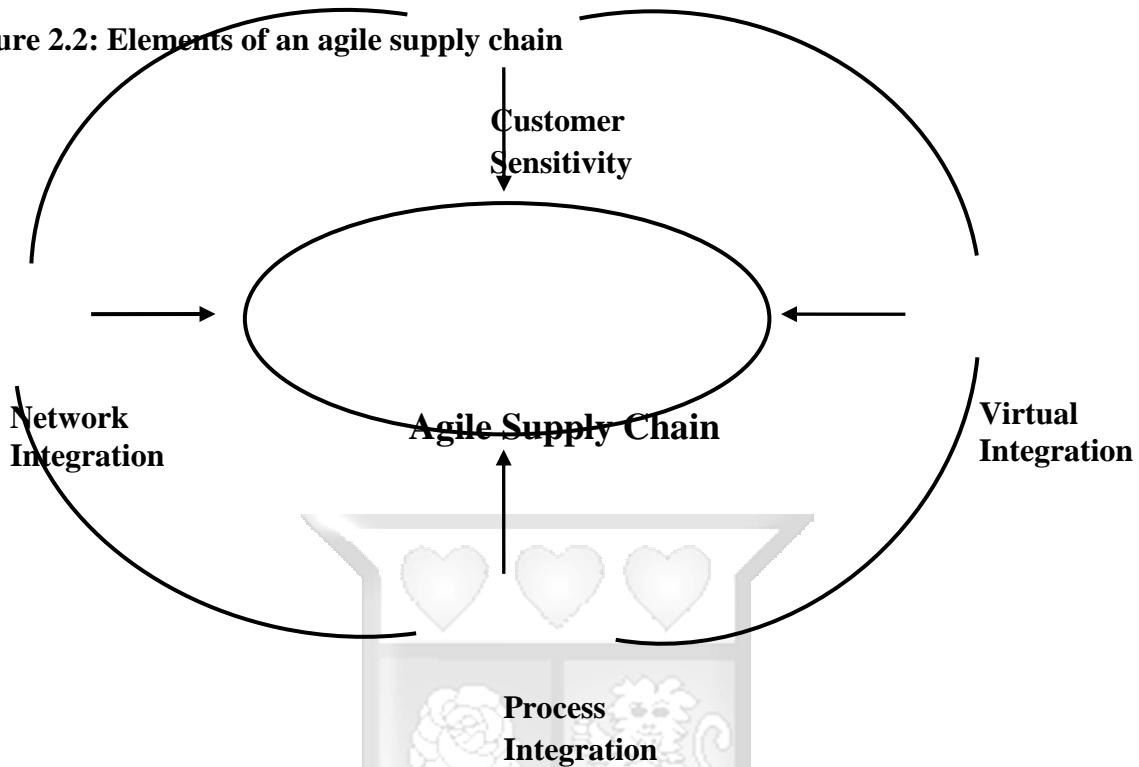 ure 2.2: Elements of an agile supply chain
Customer
Sensitivity
Network
Integration
Agile Supply Chain
Virtual
Integration
Process
Integration